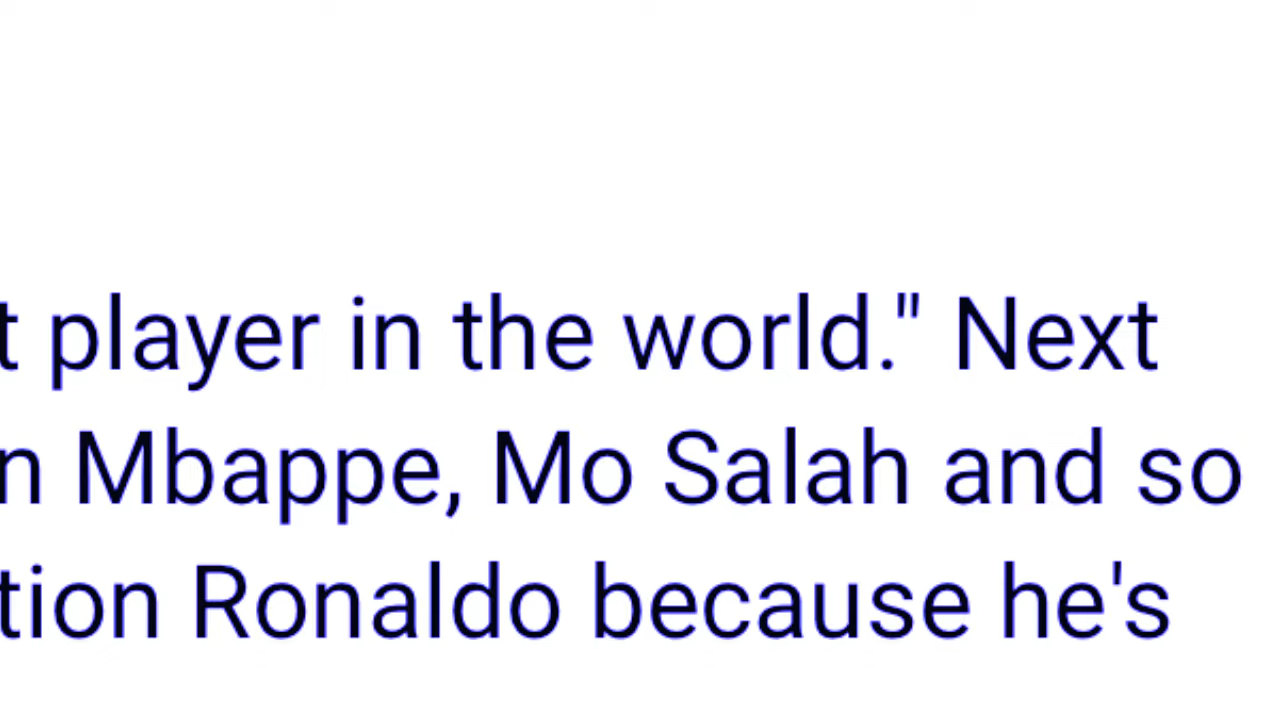 t player in the world." Next
n Mbappe, Mo Salah and so
tion Ronaldo because he's